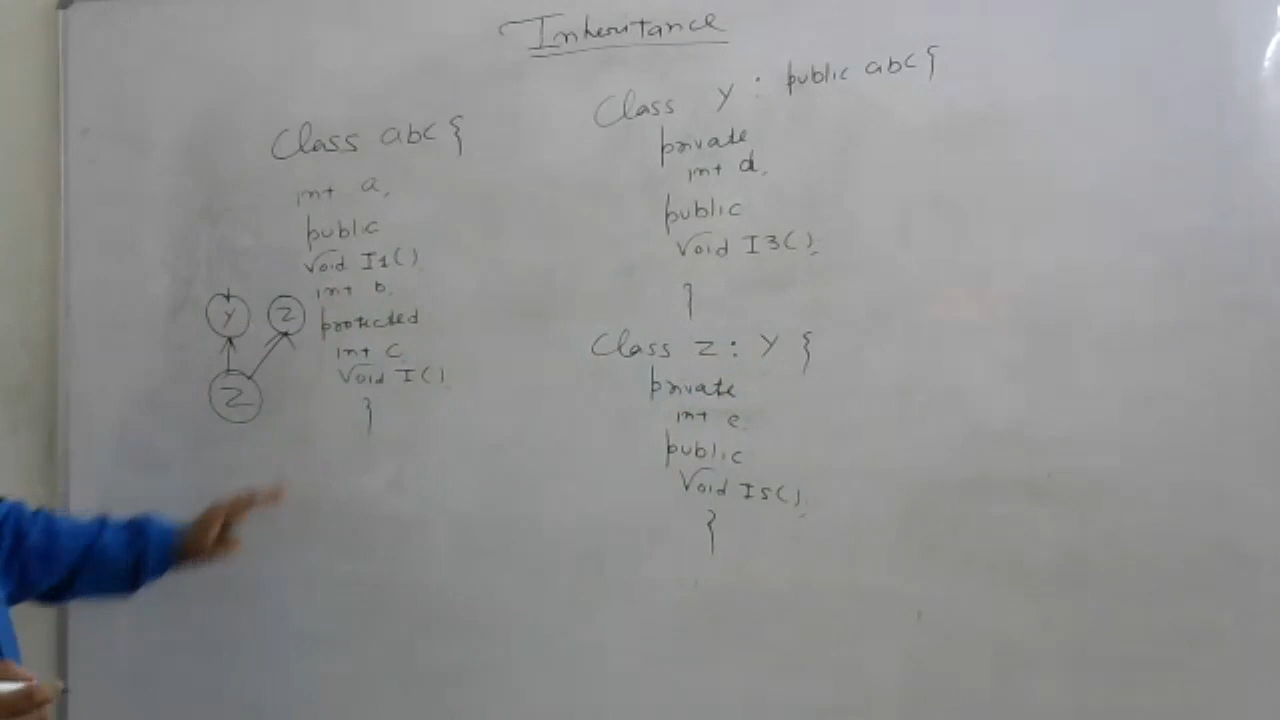 Inheritance
Class abc {
int a,
public
Void I1()
int b.
protected
int c
Void I()
}
Y
Z
Z
Class Y : public abc {
private
int d,
public
Void I3(),
}
Class Z : Y {
private
int e
public
Void I5(),
}